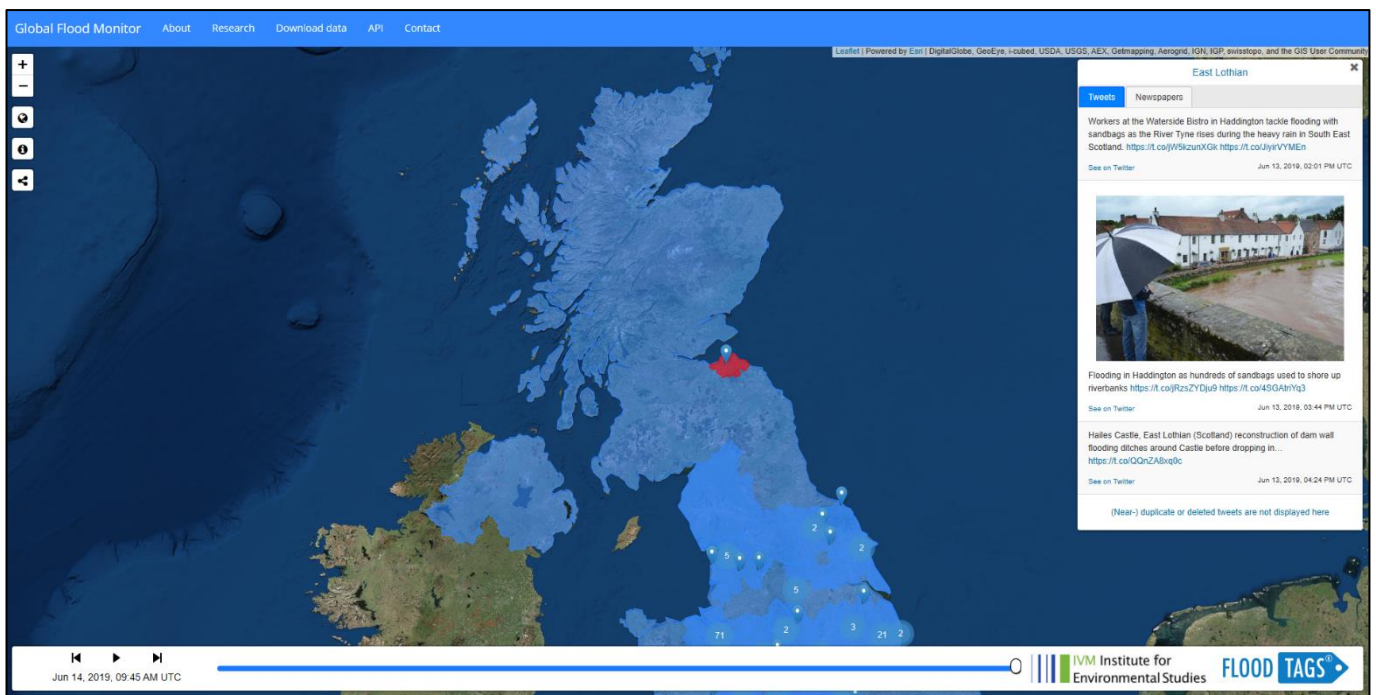 Global Flood Monitor About Research Download data API Contact
Leaflet | Powered by Esri | DigitalGlobe, GeoEye, i-cubed, USDA, USGS, AEX, Getmapping, Aerogrid, IGN, IGP, swisstopo, and the GIS User Community
+
−
East Lothian
Tweets Newspapers
Workers at the Waterside Bistro in Haddington tackle flooding with
sandbags as the River Tyne rises during the heavy rain in South East
Scotland. https://t.co/jW5kzunXGk https://t.co/JiyirVYMEn
See on Twitter Jun 13, 2019, 02:01 PM UTC
Flooding in Haddington as hundreds of sandbags used to shore up
riverbanks https://t.co/jRzsZYDju9 https://t.co/4SGAtriYq3
See on Twitter Jun 13, 2019, 03:44 PM UTC
Hailes Castle, East Lothian (Scotland) reconstruction of dam wall
flooding ditches around Castle before dropping in...
https://t.co/QQnZA8xq0c
See on Twitter Jun 13, 2019, 04:24 PM UTC
(Near-) duplicate or deleted tweets are not displayed here
2
5
2
5
71
2
3
21
2
Jun 14, 2019, 09:45 AM UTC
IVM Institute for
Environmental Studies
FLOOD TAGS®